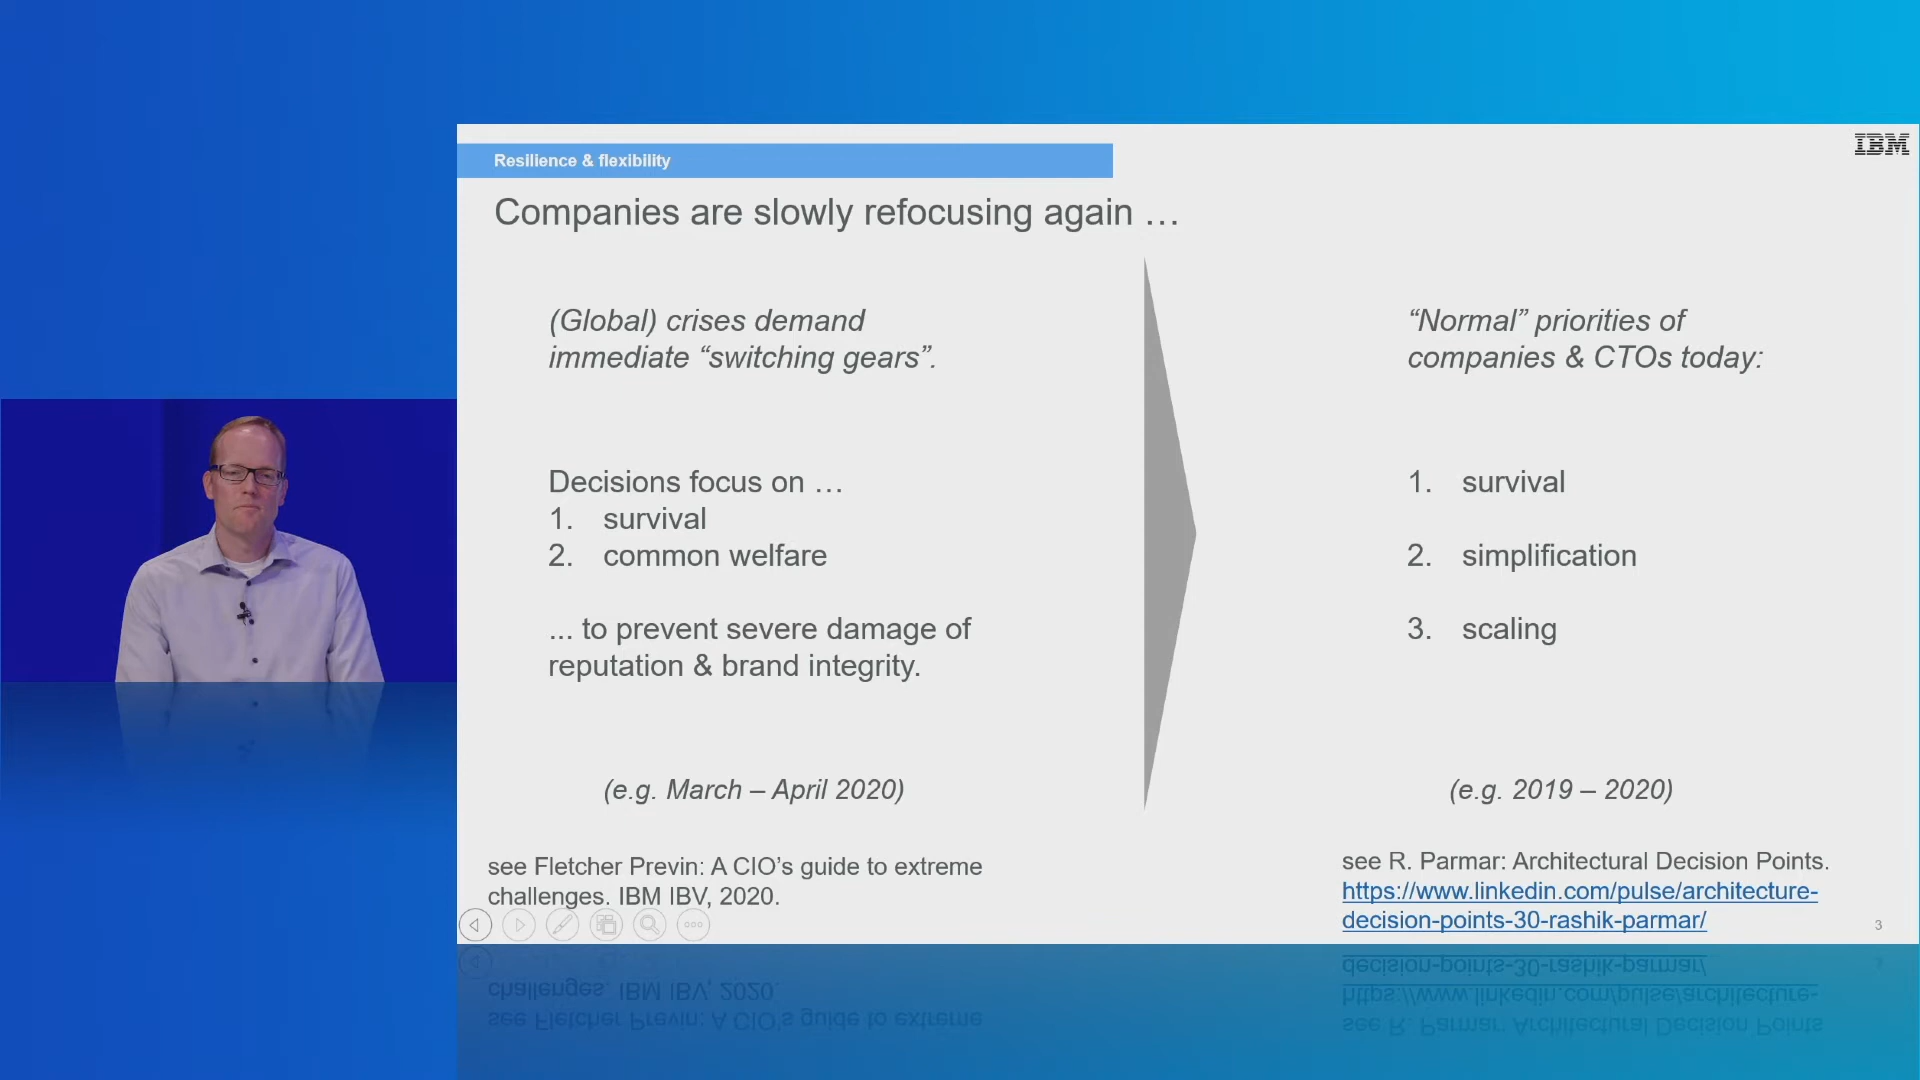 IBM
Resilience & flexibility
Companies are slowly refocusing again …
(Global) crises demand
immediate “switching gears”.
Decisions focus on …
1. survival
2. common welfare
... to prevent severe damage of
reputation & brand integrity.
(e.g. March – April 2020)
see Fletcher Previn: A CIO’s guide to extreme
challenges. IBM IBV, 2020.
“Normal” priorities of
companies & CTOs today:
1. survival
2. simplification
3. scaling
(e.g. 2019 – 2020)
see R. Parmar: Architectural Decision Points.
https://www.linkedin.com/pulse/architecture-
decision-points-30-rashik-parmar/
3